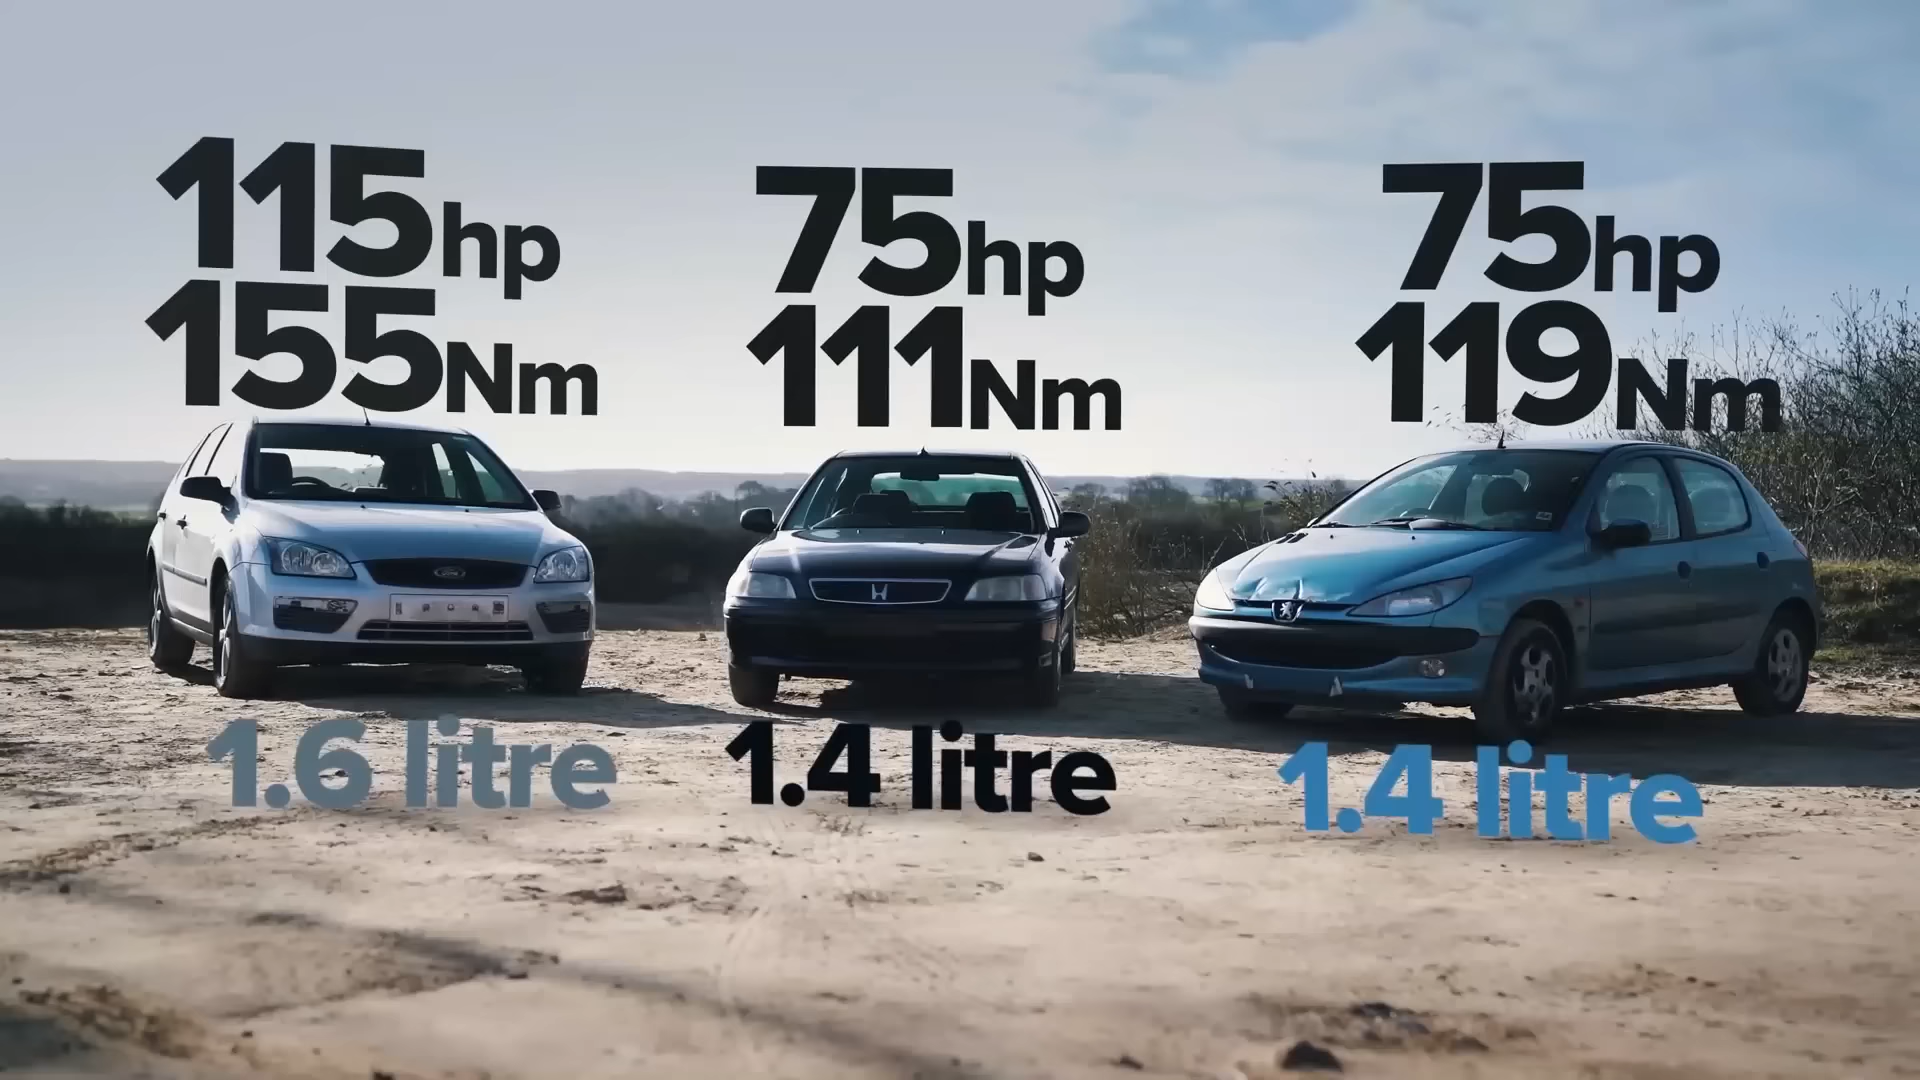 115hp
155Nm
75hp
111Nm
75hp
119Nm
1.6 litre
1.4 litre
1.4 litre